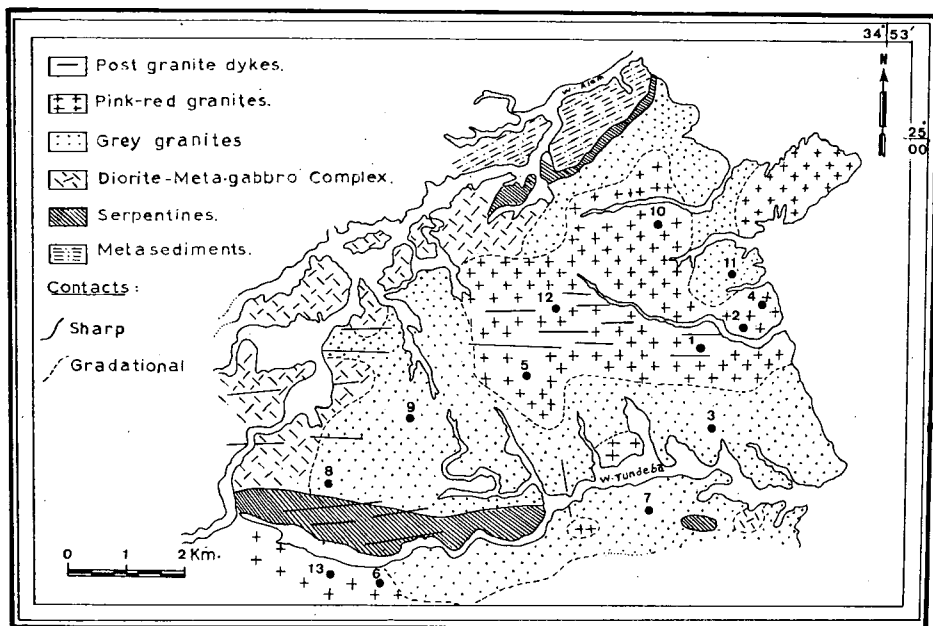 34° 53′
N
25° 00′
Post granite dykes.
Pink-red granites.
Grey granites
Diorite-Meta-gabbro Complex.
Serpentines.
Metasediments.
Contacts :
Sharp
Gradational
W. Alam
10
11
4
2
12
1
5
9
3
8
W. Tundeba
7
13
6
0 1 2 Km.